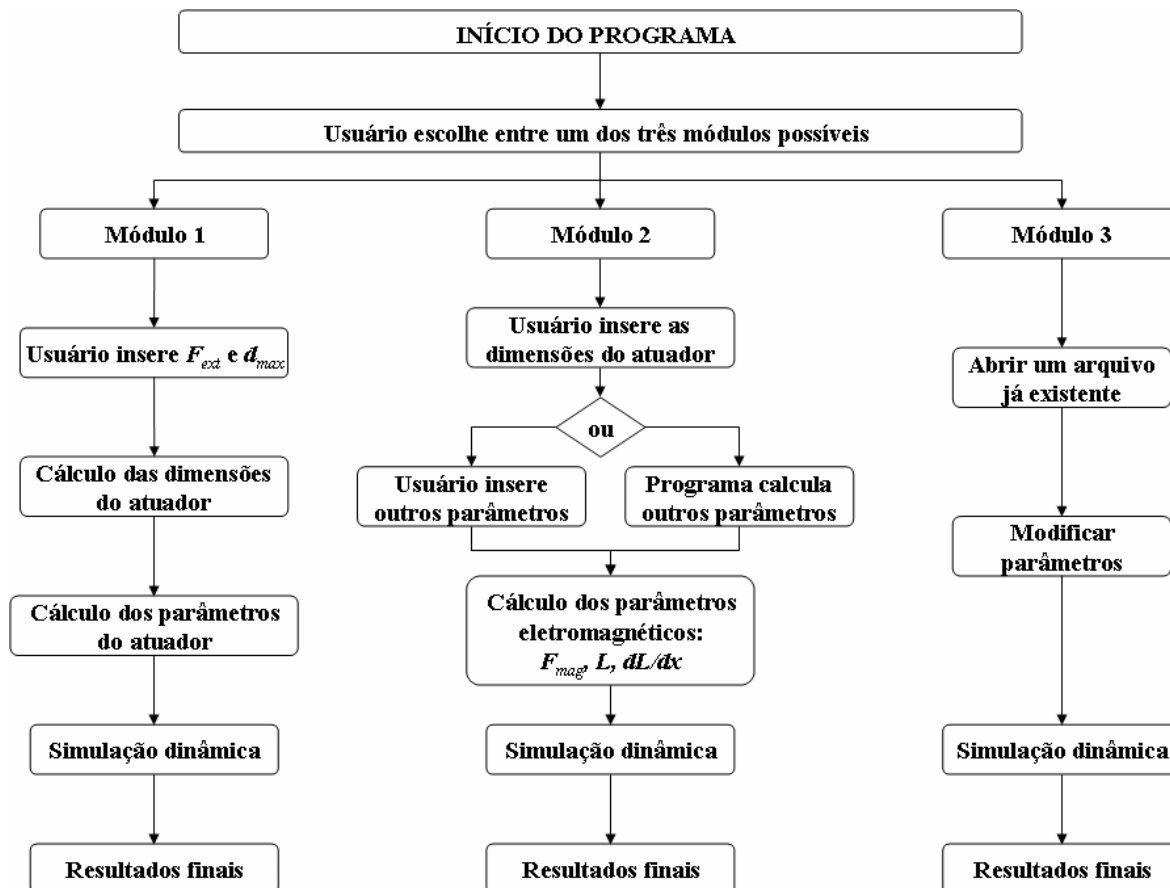 INÍCIO DO PROGRAMA
Usuário escolhe entre um dos três módulos possíveis
Módulo 1
Módulo 2
Módulo 3
Usuário insere F_ext e d_max
Usuário insere as
dimensões do atuador
Abrir um arquivo
já existente
ou
Cálculo das dimensões
do atuador
Usuário insere
outros parâmetros
Programa calcula
outros parâmetros
Modificar
parâmetros
Cálculo dos parâmetros
do atuador
Cálculo dos parâmetros
eletromagnéticos:
F_mag, L, dL/dx
Simulação dinâmica
Simulação dinâmica
Simulação dinâmica
Resultados finais
Resultados finais
Resultados finais